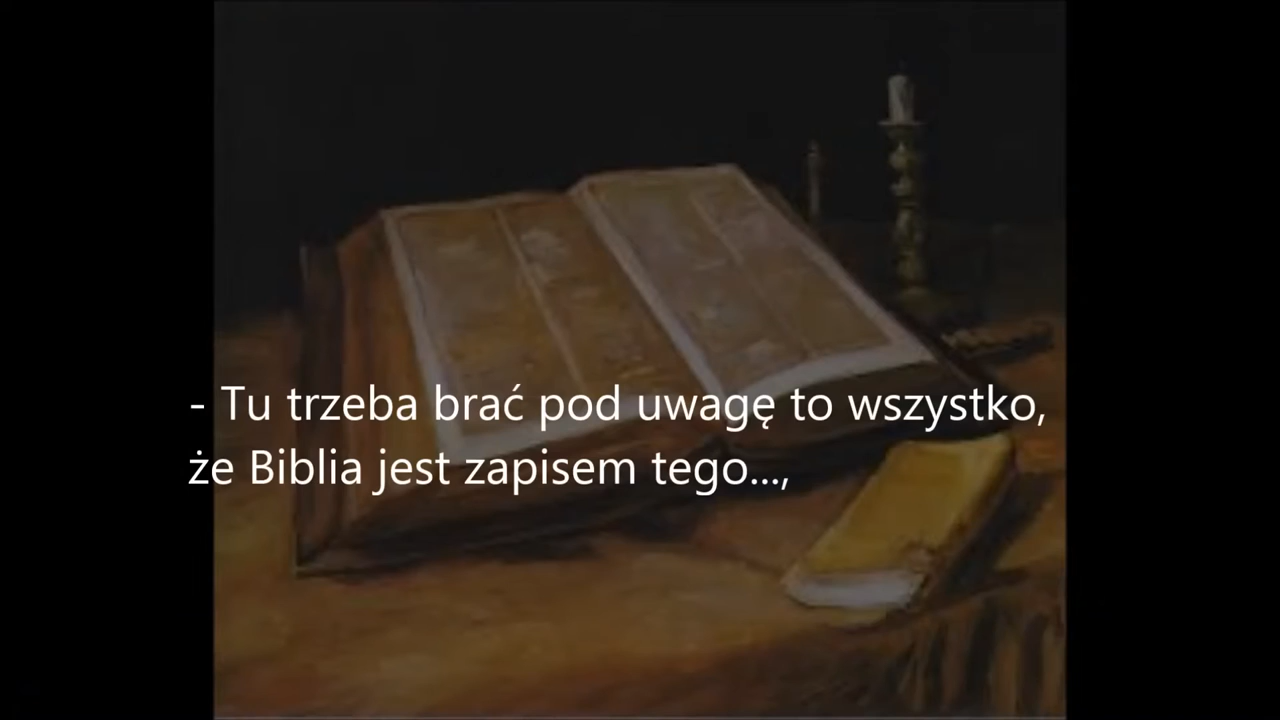 - Tu trzeba brać pod uwagę to wszystko,
że Biblia jest zapisem tego...,